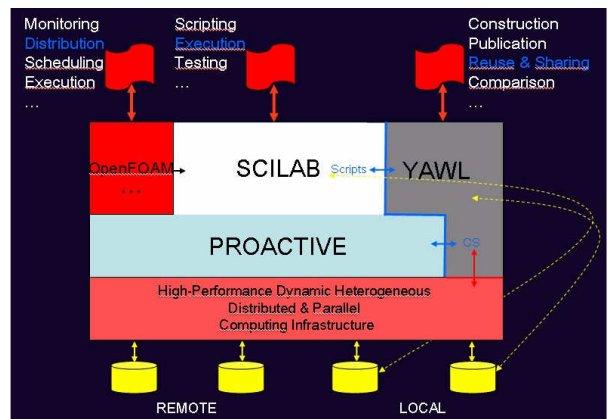 Monitoring
Distribution
Scheduling
Execution
…
Scripting
Execution
Testing
…
Construction
Publication
Reuse & Sharing
Comparison
…
OpenFOAM
…
SCILAB
Scripts
YAWL
PROACTIVE
CS
High-Performance Dynamic Heterogeneous
Distributed & Parallel
Computing Infrastructure
REMOTE
LOCAL